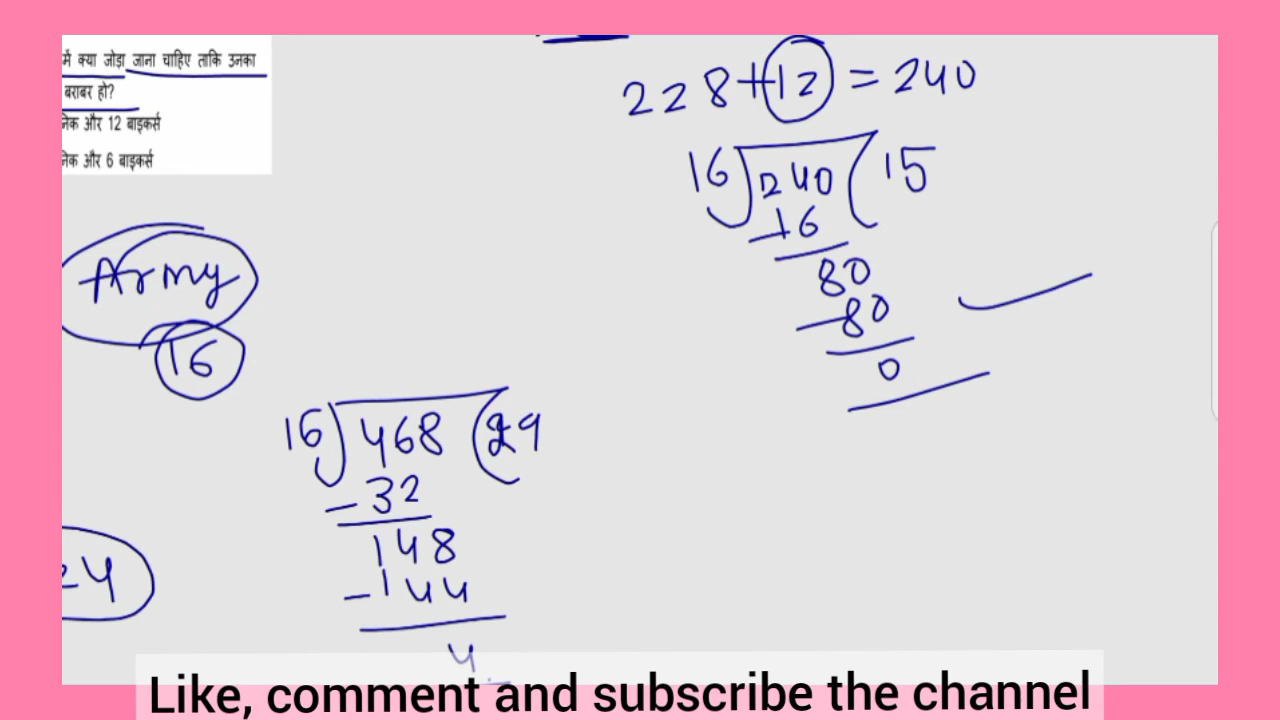 में क्या जोड़ा जाना चाहिए ताकि उनका
बराबर हो?
और 12 बाइकर्स
और 6 बाइकर्स
228+12 = 240
16)240(15
-16
80
-80
0
Army
16
16)468(29
-32
148
-144
4
24
Like, comment and subscribe the channel